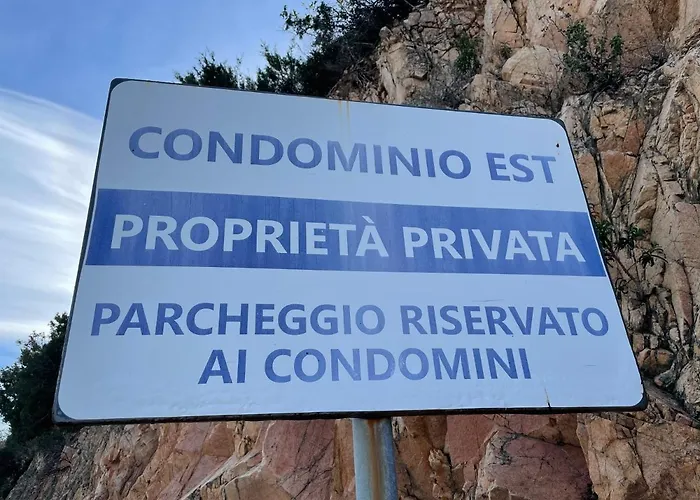 CONDOMINIO EST
PROPRIETÀ PRIVATA
PARCHEGGIO RISERVATO
AI CONDOMINI